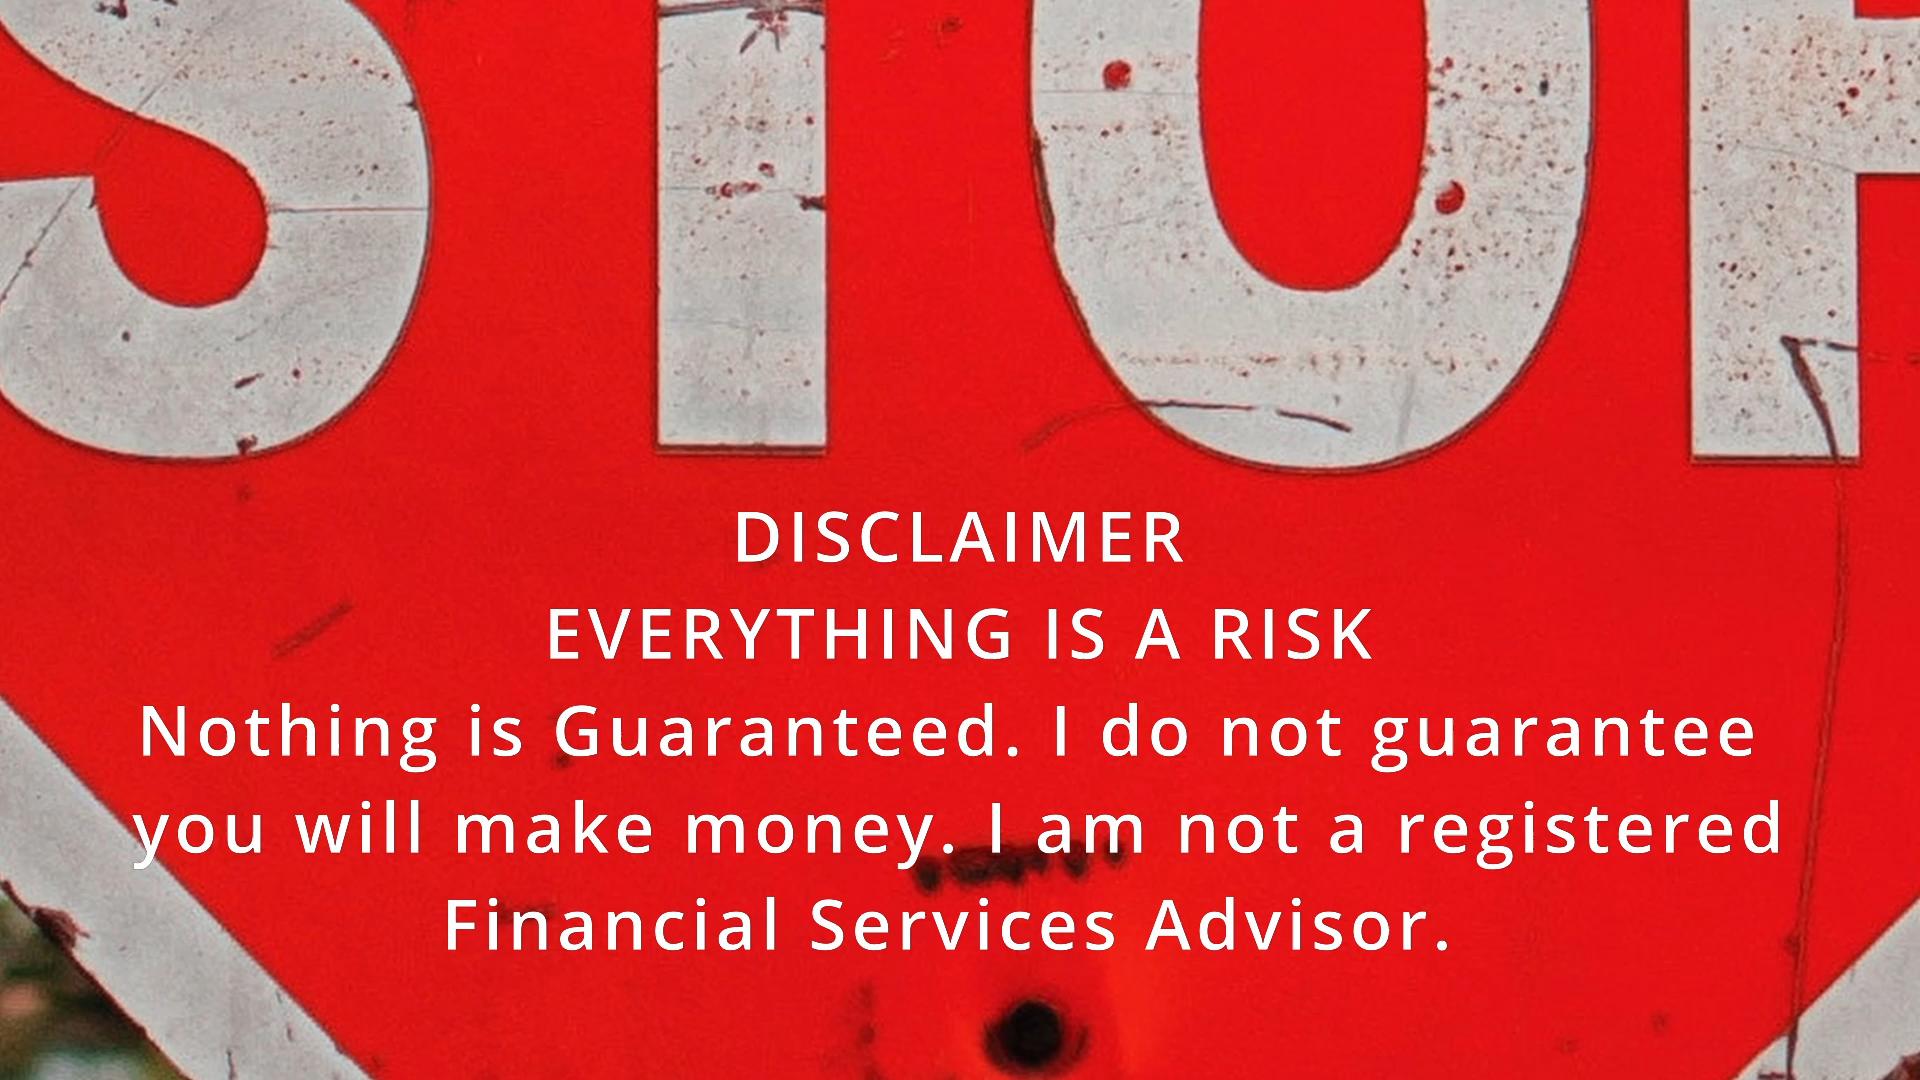 STOP
DISCLAIMER
EVERYTHING IS A RISK
Nothing is Guaranteed. I do not guarantee
you will make money. I am not a registered
Financial Services Advisor.